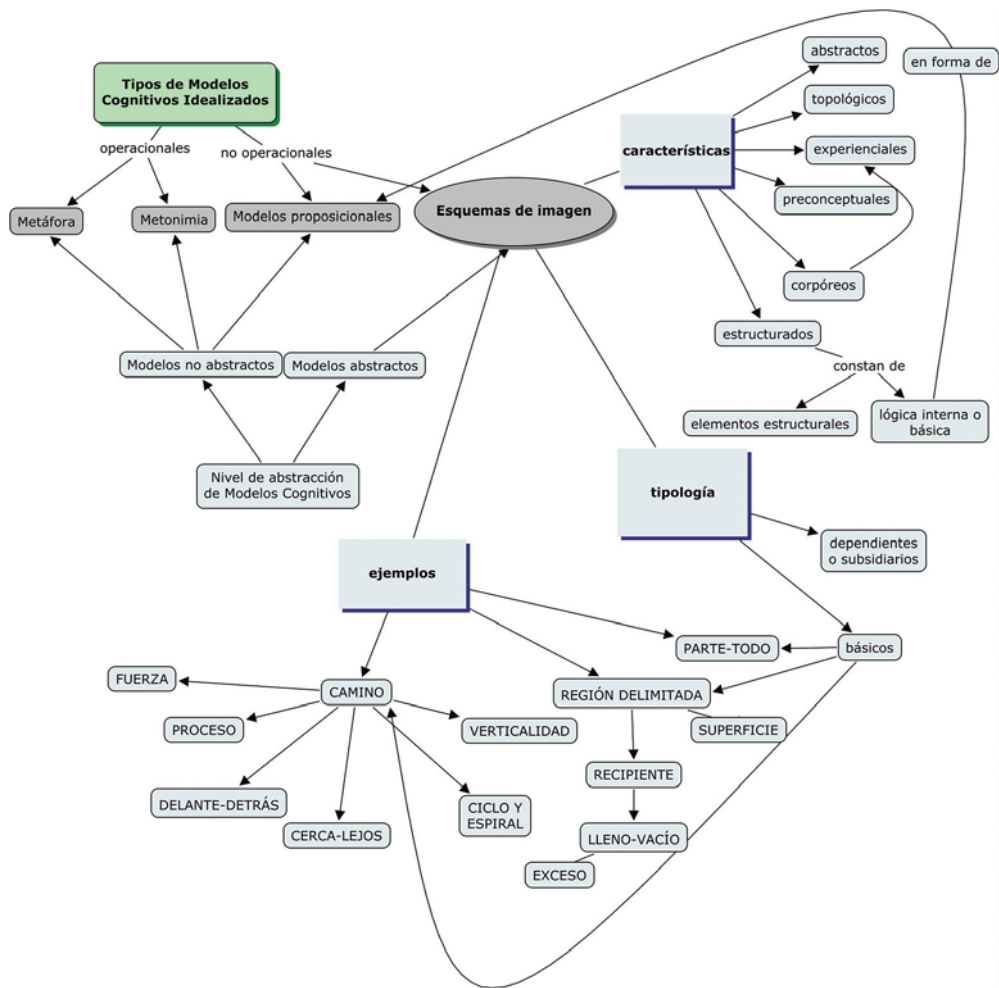 Tipos de Modelos
Cognitivos Idealizados
operacionales
no operacionales
Metáfora
Metonimia
Modelos proposicionales
Esquemas de imagen
características
abstractos
en forma de
topológicos
experienciales
preconceptuales
corpóreos
estructurados
constan de
elementos estructurales
lógica interna o
básica
Modelos no abstractos
Modelos abstractos
Nivel de abstracción
de Modelos Cognitivos
tipología
dependientes
o subsidiarios
básicos
ejemplos
PARTE-TODO
FUERZA
CAMINO
REGIÓN DELIMITADA
PROCESO
VERTICALIDAD
SUPERFICIE
DELANTE-DETRÁS
CERCA-LEJOS
CICLO Y
ESPIRAL
RECIPIENTE
LLENO-VACÍO
EXCESO